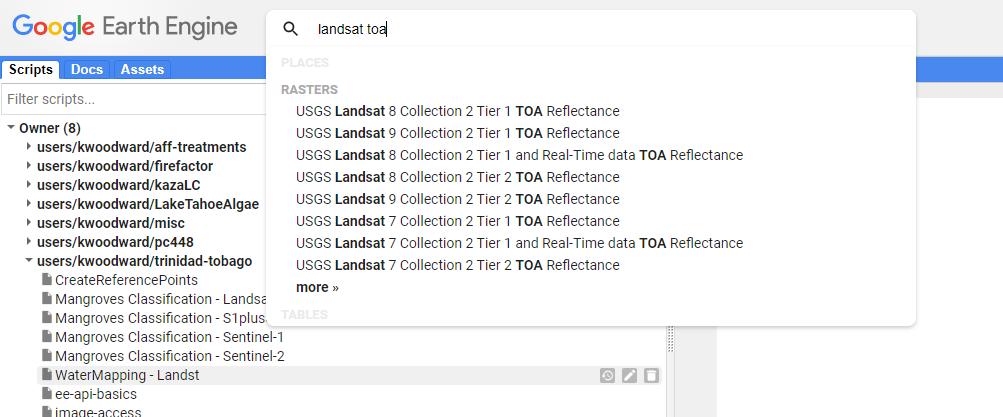 Google Earth Engine
landsat toa
Scripts Docs Assets
PLACES
Filter scripts...
RASTERS
USGS Landsat 8 Collection 2 Tier 1 TOA Reflectance
USGS Landsat 9 Collection 2 Tier 1 TOA Reflectance
USGS Landsat 8 Collection 2 Tier 1 and Real-Time data TOA Reflectance
USGS Landsat 8 Collection 2 Tier 2 TOA Reflectance
USGS Landsat 9 Collection 2 Tier 2 TOA Reflectance
USGS Landsat 7 Collection 2 Tier 1 TOA Reflectance
USGS Landsat 7 Collection 2 Tier 1 and Real-Time data TOA Reflectance
USGS Landsat 7 Collection 2 Tier 2 TOA Reflectance
more »
TABLES
Owner (8)
users/kwoodward/aff-treatments
users/kwoodward/firefactor
users/kwoodward/kazaLC
users/kwoodward/LakeTahoeAlgae
users/kwoodward/misc
users/kwoodward/pc448
users/kwoodward/trinidad-tobago
CreateReferencePoints
Mangroves Classification - Landsa
Mangroves Classification - S1plus
Mangroves Classification - Sentinel-1
Mangroves Classification - Sentinel-2
WaterMapping - Landst
ee-api-basics
image-access